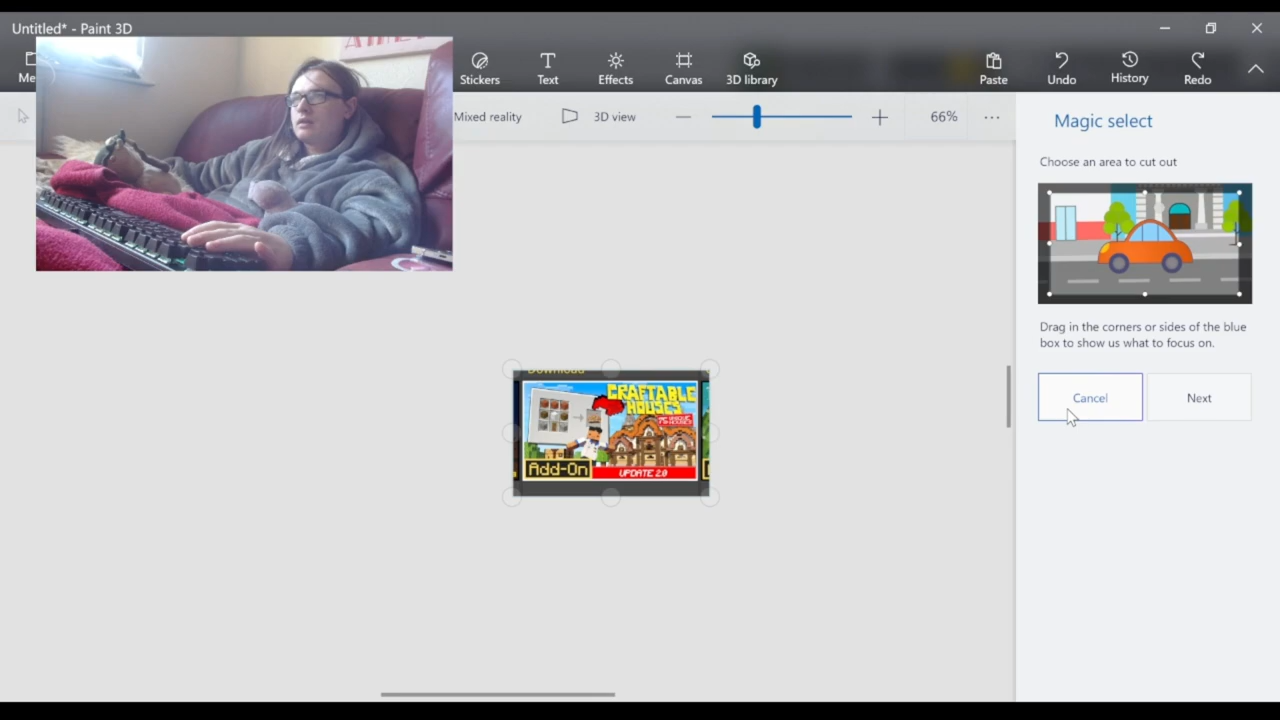 Untitled* - Paint 3D
Me
Stickers
Text
Effects
Canvas
3D library
Paste
Undo
History
Redo
Mixed reality
3D view
66%
Magic select
Choose an area to cut out
Drag in the corners or sides of the blue
box to show us what to focus on.
Cancel
Next
Download
CRAFTABLE
HOUSES
Add-On
UPDATE 2.0